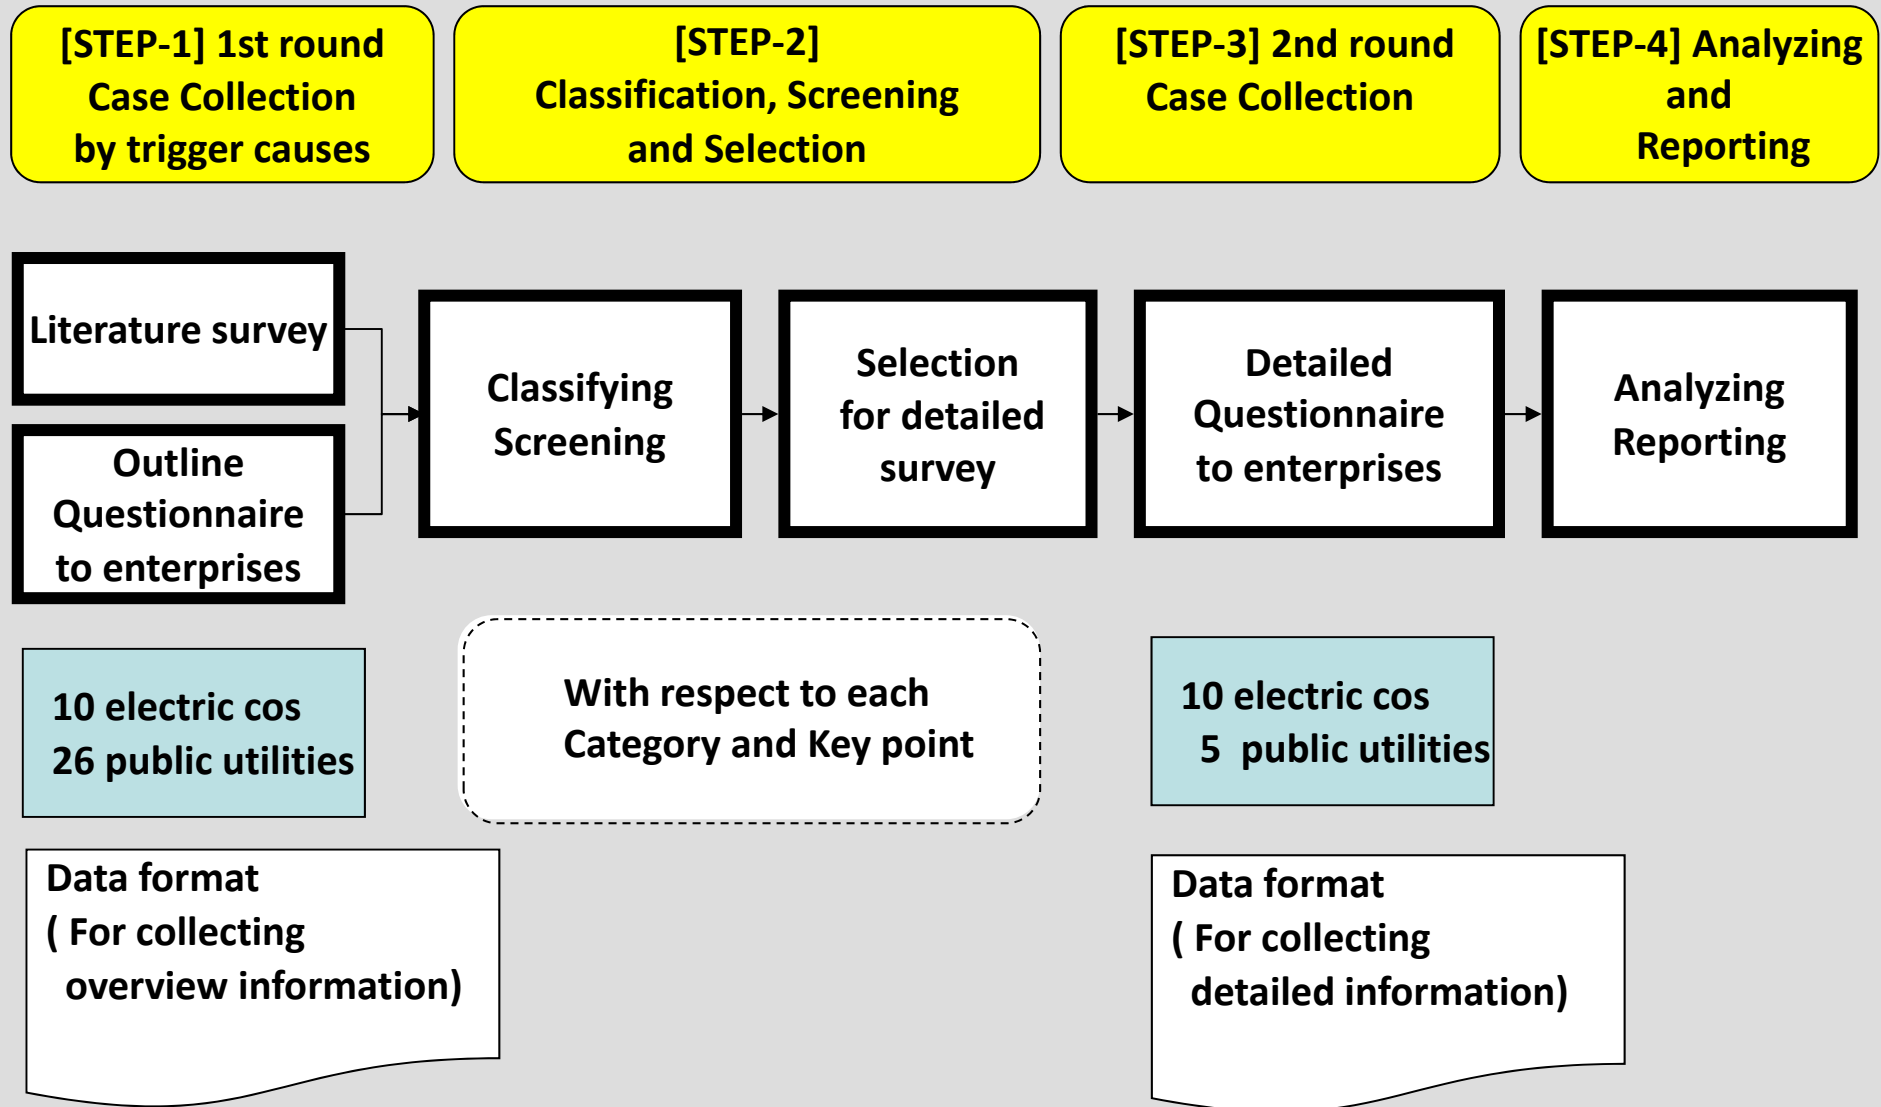 [STEP-1] 1st round
Case Collection
by trigger causes
[STEP-2]
Classification, Screening
and Selection
[STEP-3] 2nd round
Case Collection
[STEP-4] Analyzing
and
Reporting
Literature survey
Outline
Questionnaire
to enterprises
Classifying
Screening
Selection
for detailed
survey
Detailed
Questionnaire
to enterprises
Analyzing
Reporting
10 electric cos
26 public utilities
With respect to each
Category and Key point
10 electric cos
5 public utilities
Data format
( For collecting
overview information)
Data format
( For collecting
detailed information)